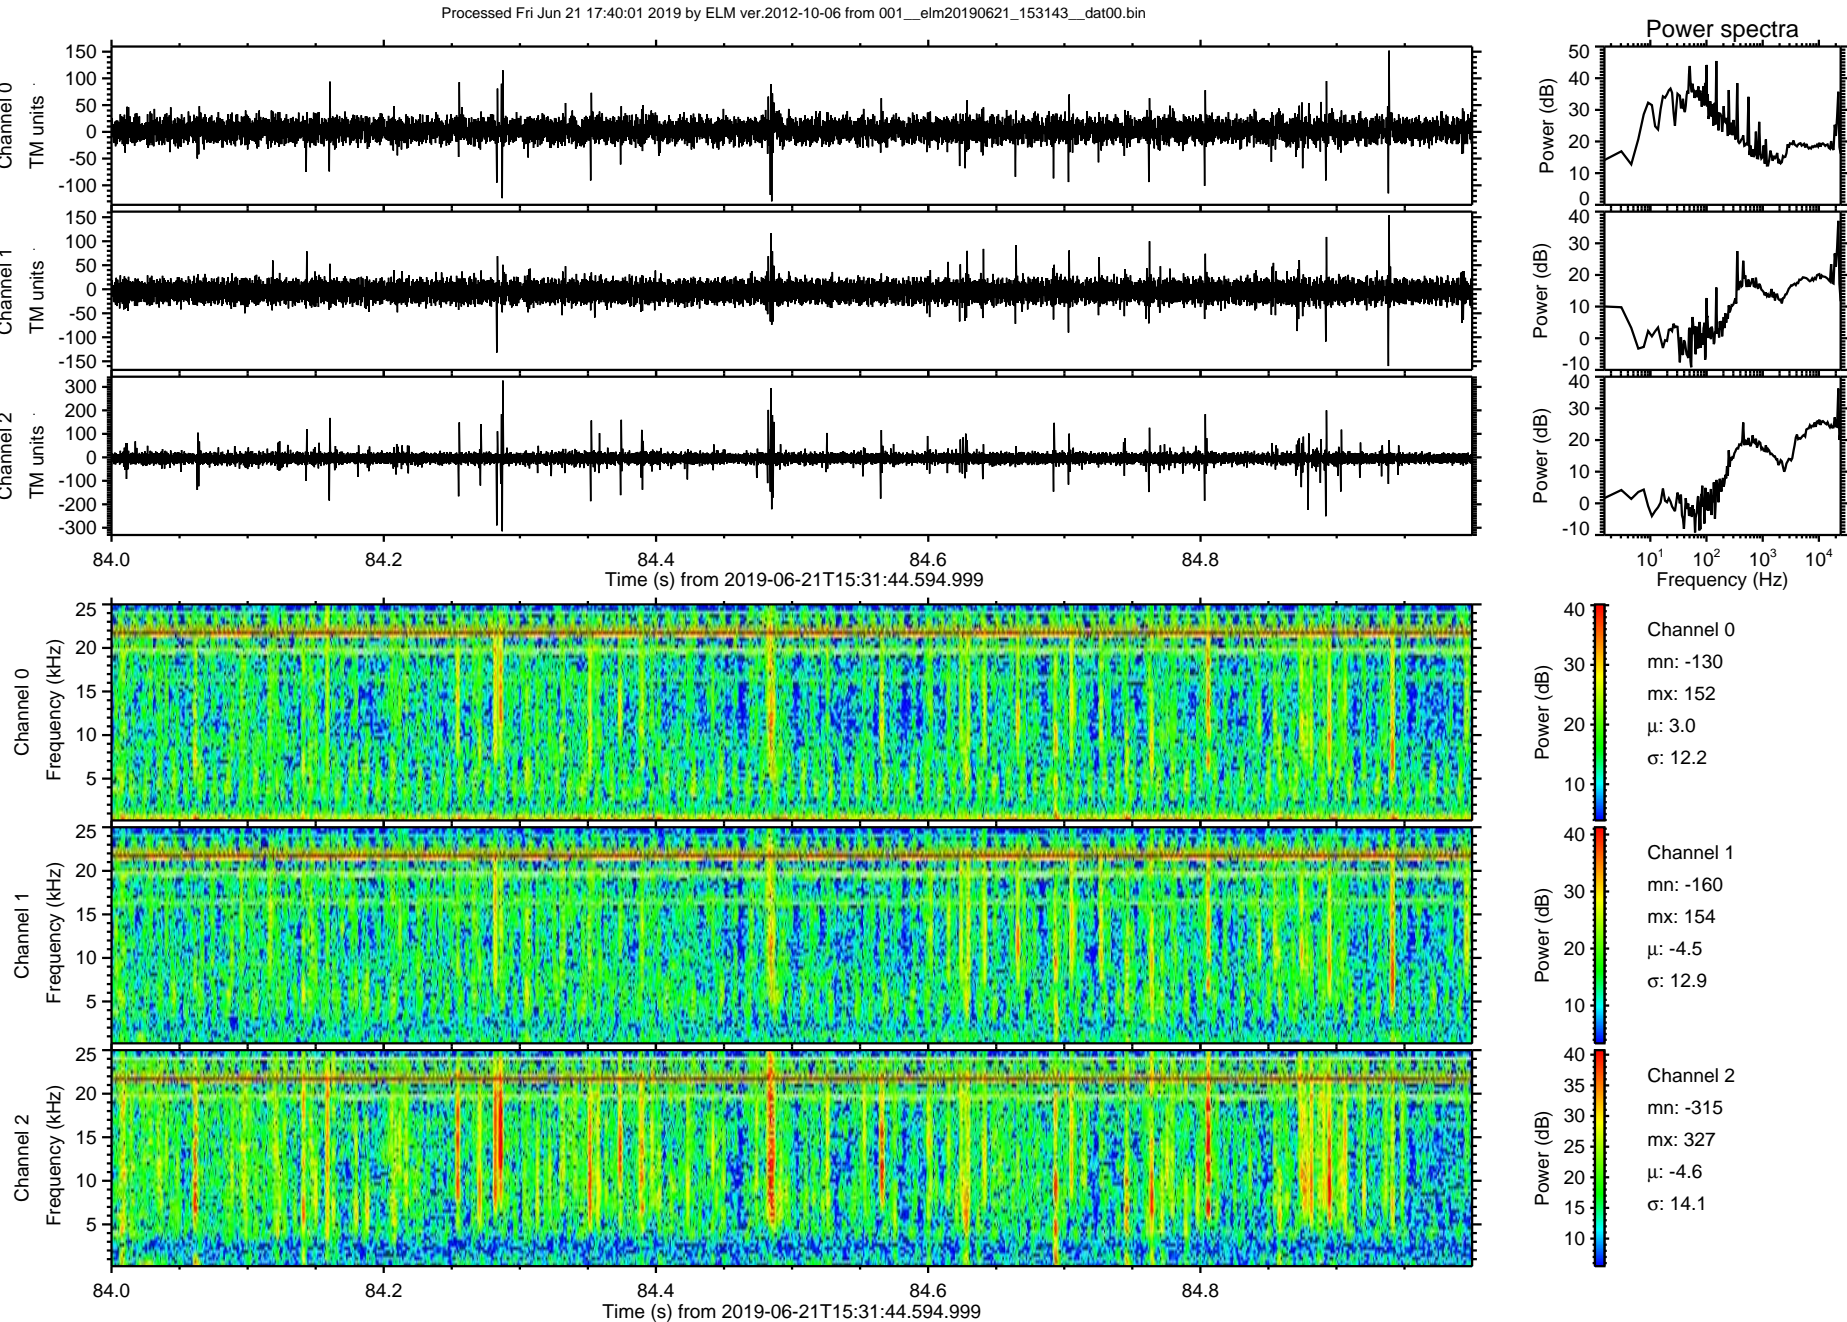 Processed Fri Jun 21 17:40:01 2019 by ELM ver.2012-10-06 from 001__elm20190621_153143__dat00.bin
Power spectra
Channel 0
TM units
150
100
50
0
-50
-100
Power (dB)
50
40
30
20
10
0
Channel 1
TM units
150
100
50
0
-50
-100
-150
Power (dB)
40
30
20
10
0
-10
Channel 2
TM units
300
200
100
0
-100
-200
-300
Power (dB)
40
30
20
10
0
-10
84.0 84.2 84.4 84.6 84.8
Time (s) from 2019-06-21T15:31:44.594.999
10¹ 10² 10³ 10⁴
Frequency (Hz)
Channel 0
Frequency (kHz)
25
20
15
10
5
Power (dB)
40
30
20
10
Channel 0
mn: -130
mx: 152
μ: 3.0
σ: 12.2
Channel 1
Frequency (kHz)
25
20
15
10
5
Power (dB)
40
30
20
10
Channel 1
mn: -160
mx: 154
μ: -4.5
σ: 12.9
Channel 2
Frequency (kHz)
25
20
15
10
5
Power (dB)
40
35
30
25
20
15
10
Channel 2
mn: -315
mx: 327
μ: -4.6
σ: 14.1
84.0 84.2 84.4 84.6 84.8
Time (s) from 2019-06-21T15:31:44.594.999